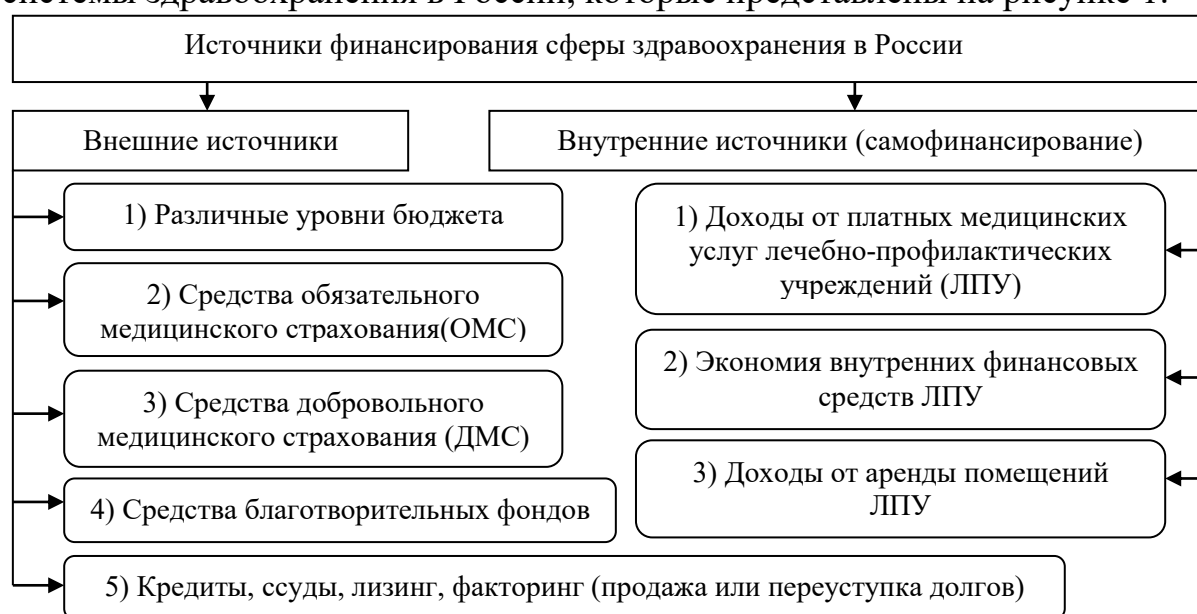 системы здравоохранения в России, которые представлены на рисунке 1.
Источники финансирования сферы здравоохранения в России
Внешние источники
Внутренние источники (самофинансирование)
1) Различные уровни бюджета
2) Средства обязательного
медицинского страхования(ОМС)
3) Средства добровольного
медицинского страхования (ДМС)
4) Средства благотворительных фондов
5) Кредиты, ссуды, лизинг, факторинг (продажа или переуступка долгов)
1) Доходы от платных медицинских
услуг лечебно-профилактических
учреждений (ЛПУ)
2) Экономия внутренних финансовых
средств ЛПУ
3) Доходы от аренды помещений
ЛПУ